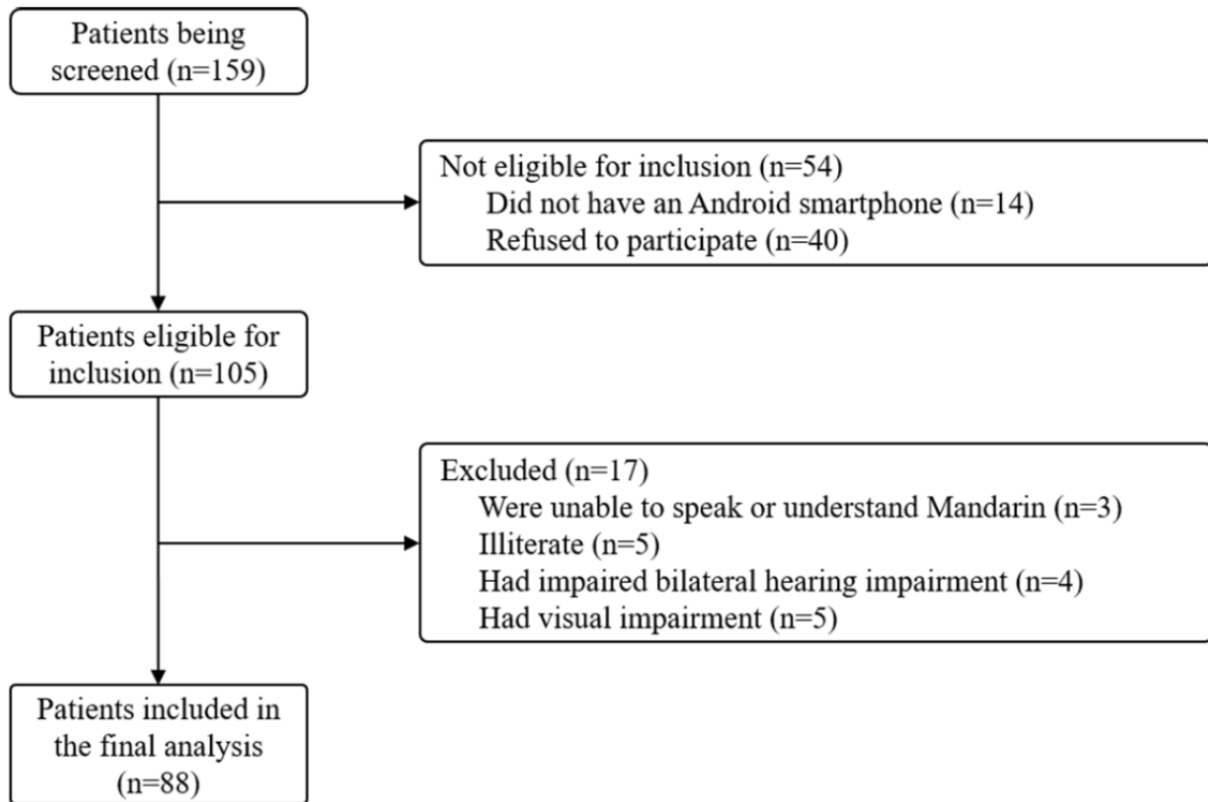 Patients being
screened (n=159)
Not eligible for inclusion (n=54)
Did not have an Android smartphone (n=14)
Refused to participate (n=40)
Patients eligible for
inclusion (n=105)
Excluded (n=17)
Were unable to speak or understand Mandarin (n=3)
Illiterate (n=5)
Had impaired bilateral hearing impairment (n=4)
Had visual impairment (n=5)
Patients included in
the final analysis
(n=88)